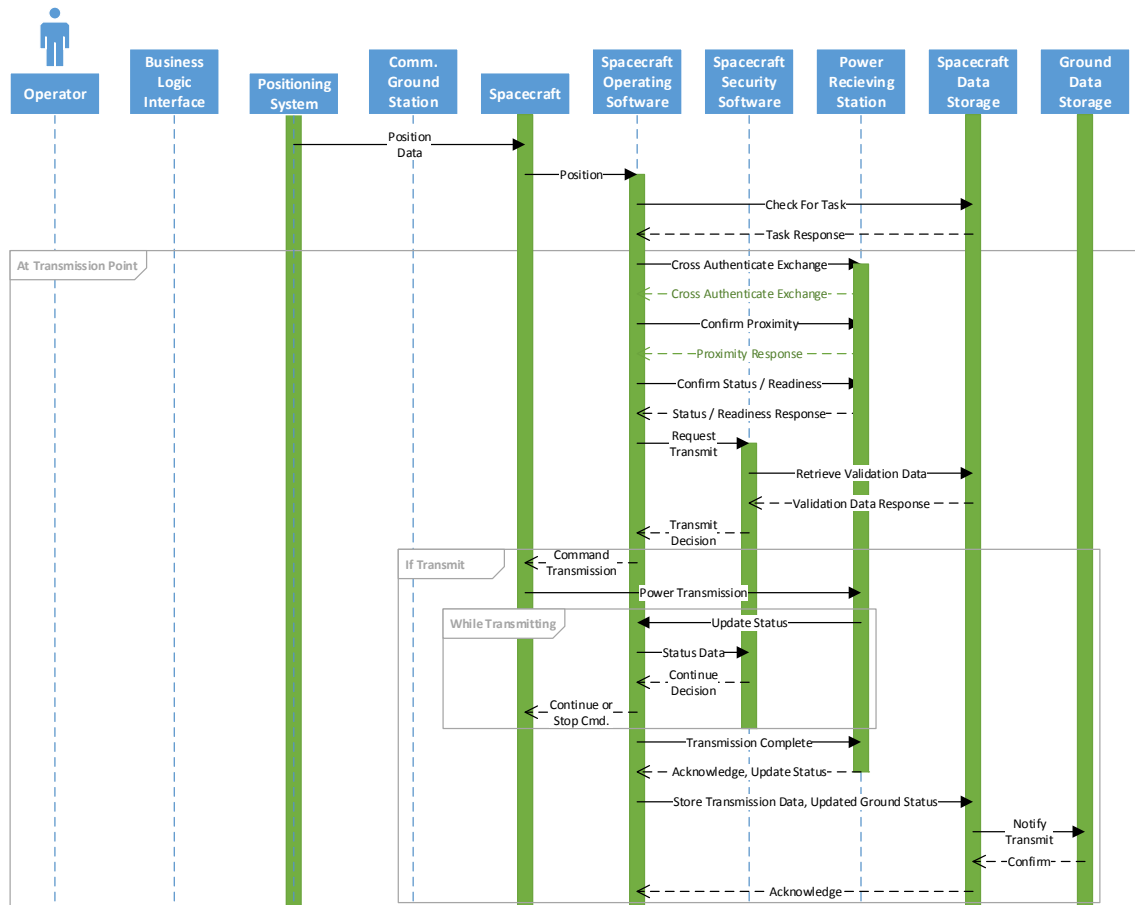 Operator
Business
Logic
Interface
Positioning
System
Comm.
Ground
Station
Spacecraft
Spacecraft
Operating
Software
Spacecraft
Security
Software
Power
Recieving
Station
Spacecraft
Data
Storage
Ground
Data
Storage
Position
Data
Position
Check For Task
Task Response
At Transmission Point
Cross Authenticate Exchange
Cross Authenticate Exchange
Confirm Proximity
Proximity Response
Confirm Status / Readiness
Status / Readiness Response
Request
Transmit
Retrieve Validation Data
Validation Data Response
Transmit
Decision
If Transmit
Command
Transmission
Power Transmission
While Transmitting
Update Status
Status Data
Continue
Decision
Continue or
Stop Cmd.
Transmission Complete
Acknowledge, Update Status
Store Transmission Data, Updated Ground Status
Notify
Transmit
Confirm
Acknowledge